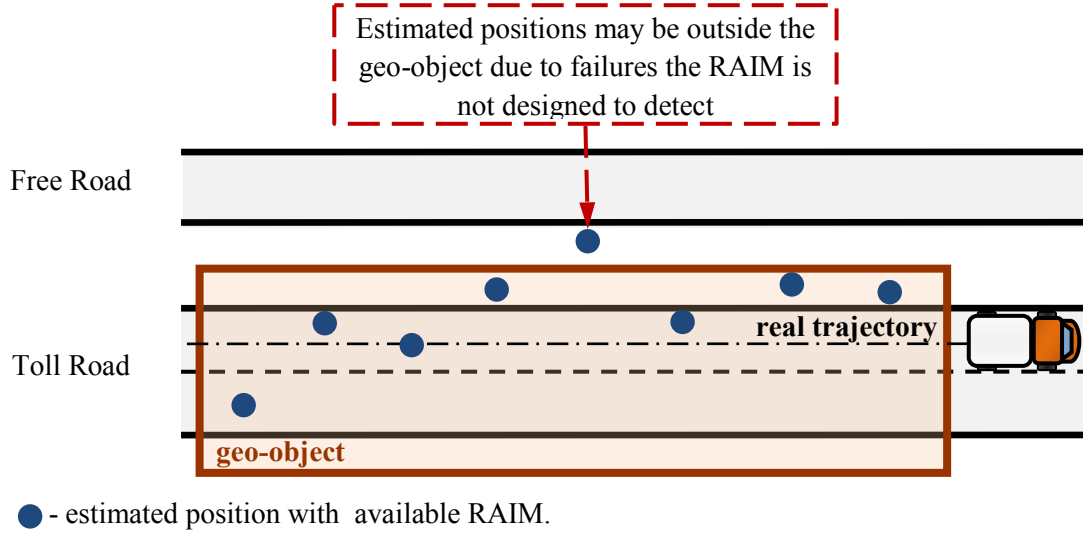 Estimated positions may be outside the
geo-object due to failures the RAIM is
not designed to detect
Free Road
real trajectory
Toll Road
geo-object
- estimated position with available RAIM.